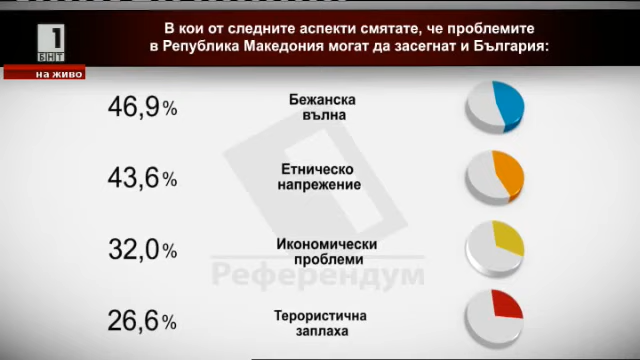 В кои от следните аспекти смятате, че проблемите
в Република Македония могат да засегнат и България:
1
БНТ
на живо
46,9%
Бежанска
вълна
43,6%
Етническо
напрежение
32,0%
Икономически
проблеми
Референдум
26,6%
Терористична
заплаха